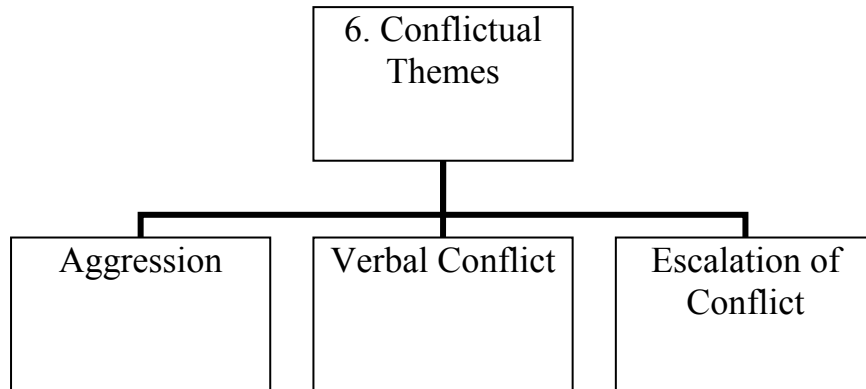 6. Conflictual
Themes
Aggression
Verbal Conflict
Escalation of
Conflict